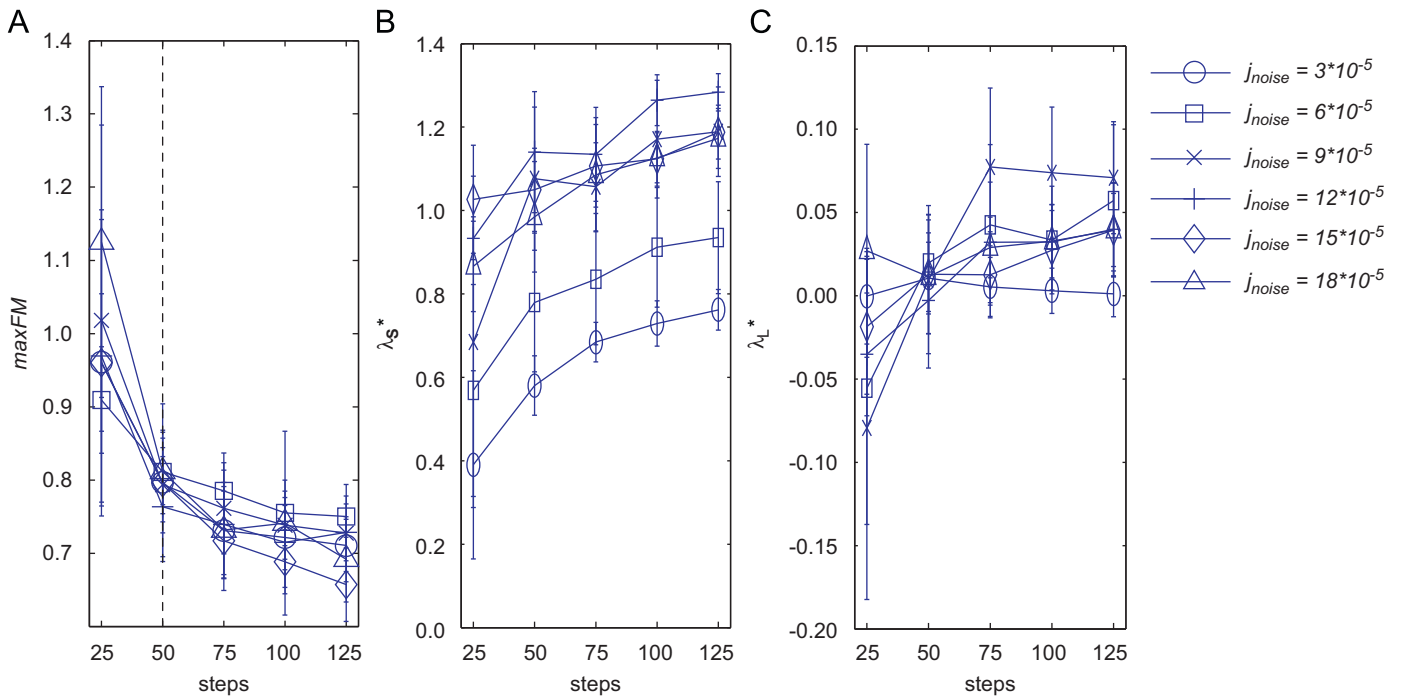 A
B
C
maxFM
1.4
1.3
1.2
1.1
1.0
0.9
0.8
0.7
25 50 75 100 125
steps
λS*
1.4
1.2
1.0
0.8
0.6
0.4
0.2
0.0
25 50 75 100 125
steps
λL*
0.15
0.10
0.05
0.00
-0.05
-0.10
-0.15
-0.20
25 50 75 100 125
steps
jnoise = 3*10-5
jnoise = 6*10-5
jnoise = 9*10-5
jnoise = 12*10-5
jnoise = 15*10-5
jnoise = 18*10-5